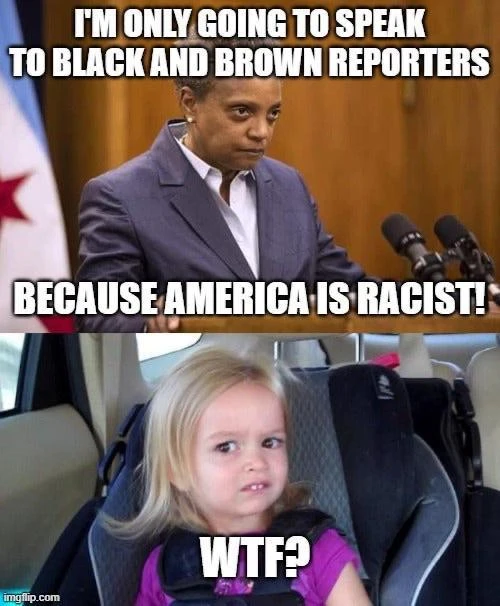 I'M ONLY GOING TO SPEAK
TO BLACK AND BROWN REPORTERS
BECAUSE AMERICA IS RACIST!
WTF?
imgflip.com